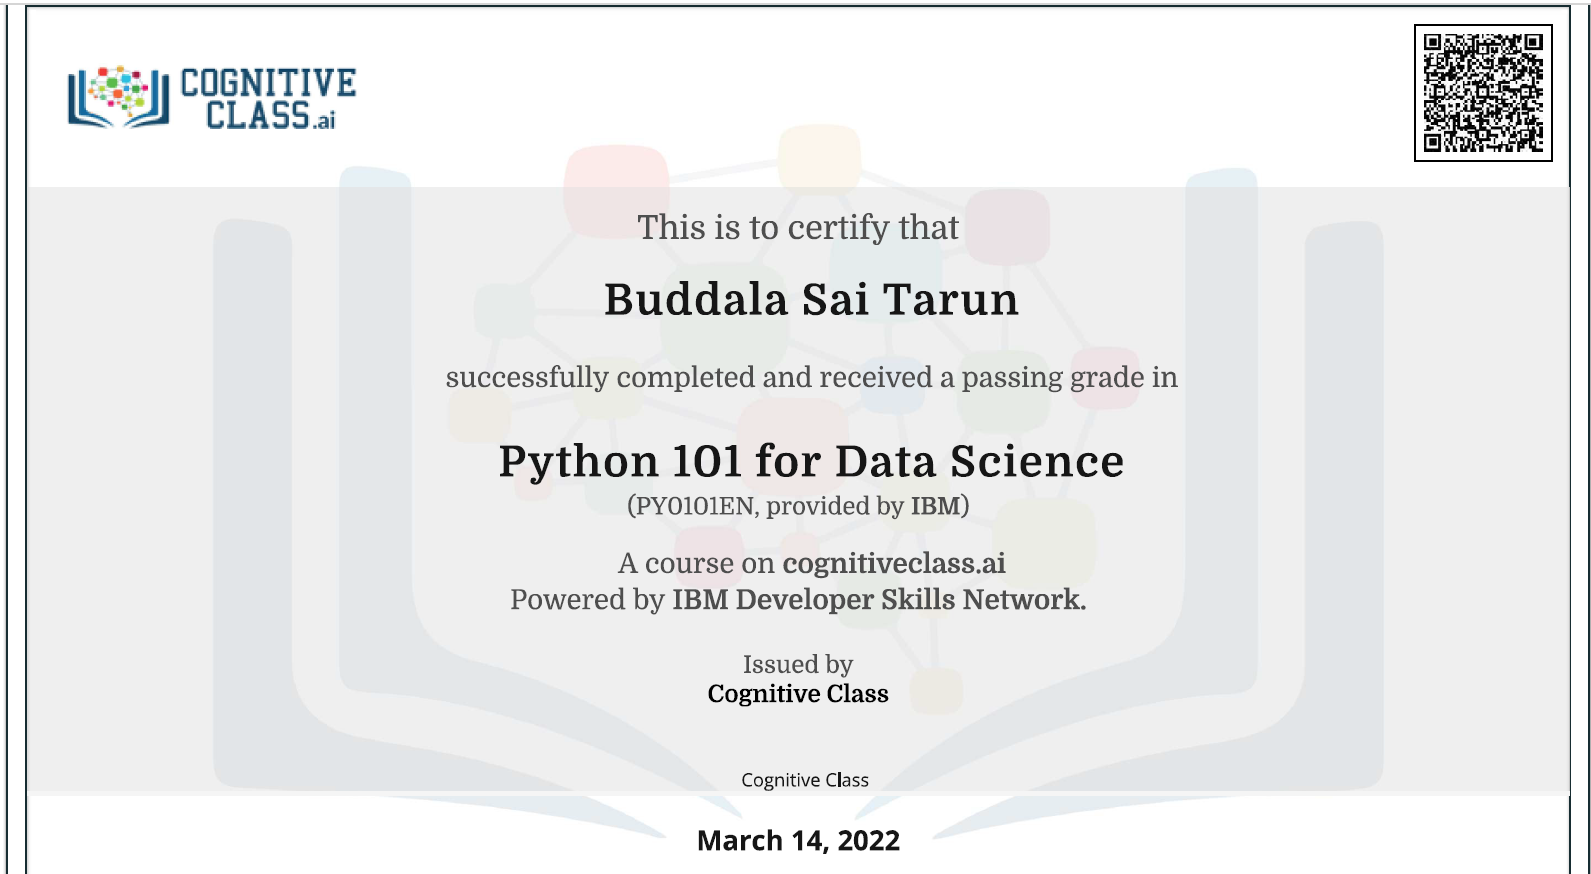 COGNITIVE
CLASS.ai
This is to certify that
Buddala Sai Tarun
successfully completed and received a passing grade in
Python 101 for Data Science
(PY0101EN, provided by IBM)
A course on cognitiveclass.ai
Powered by IBM Developer Skills Network.
Issued by
Cognitive Class
Cognitive Class
March 14, 2022